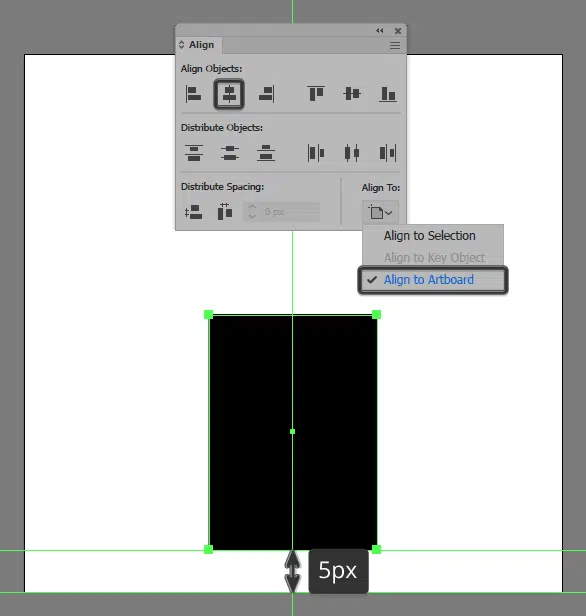 Align
Align Objects:
Distribute Objects:
Distribute Spacing:
Align To:
0 px
Align to Selection
Align to Key Object
Align to Artboard
5px